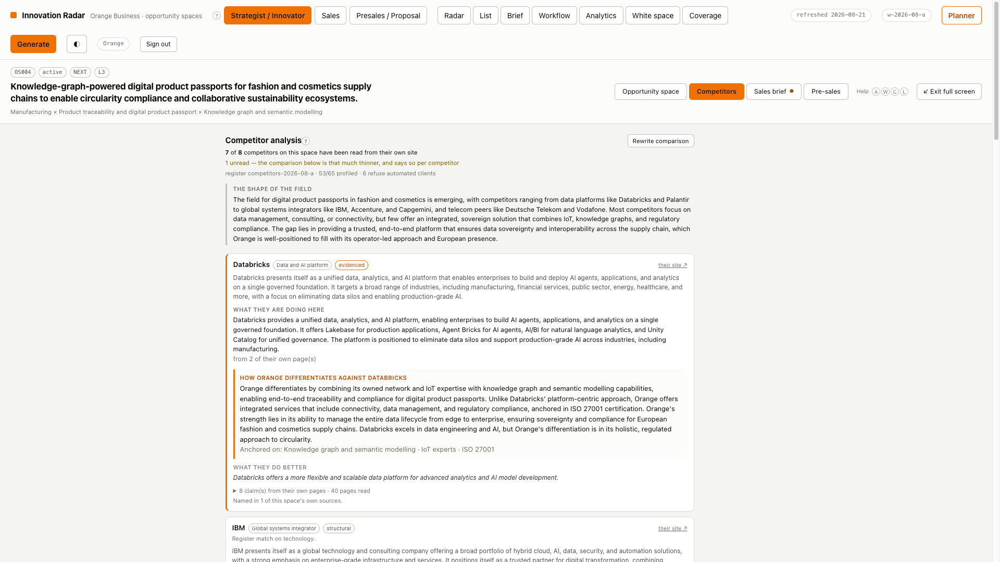 Innovation Radar Orange Business · opportunity spaces ? Strategist / Innovator Sales Presales / Proposal Radar List Brief Workflow Analytics White space Coverage refreshed 2026-08-21 w-2026-08-a Planner
Generate ◐ Orange Sign out
OS004 active NEXT L3
Knowledge-graph-powered digital product passports for fashion and cosmetics supply
chains to enable circularity compliance and collaborative sustainability ecosystems.
Manufacturing × Product traceability and digital product passport × Knowledge graph and semantic modelling
Opportunity space Competitors Sales brief Pre-sales Help A W C L ↙ Exit full screen
Competitor analysis ? Rewrite comparison
7 of 8 competitors on this space have been read from their own site
1 unread — the comparison below is that much thinner, and says so per competitor
register competitors-2026-08-a · 53/65 profiled · 6 refuse automated clients
THE SHAPE OF THE FIELD
The field for digital product passports in fashion and cosmetics is emerging, with competitors ranging from data platforms like Databricks and Palantir
to global systems integrators like IBM, Accenture, and Capgemini, and telecom peers like Deutsche Telekom and Vodafone. Most competitors focus on
data management, consulting, or connectivity, but few offer an integrated, sovereign solution that combines IoT, knowledge graphs, and regulatory
compliance. The gap lies in providing a trusted, end-to-end platform that ensures data sovereignty and interoperability across the supply chain, which
Orange is well-positioned to fill with its operator-led approach and European presence.
Databricks Data and AI platform evidenced their site ↗
Databricks presents itself as a unified data, analytics, and AI platform that enables enterprises to build and deploy AI agents, applications, and analytics
on a single governed foundation. It targets a broad range of industries, including manufacturing, financial services, public sector, energy, healthcare, and
more, with a focus on eliminating data silos and enabling production-grade AI.
WHAT THEY ARE DOING HERE
Databricks provides a unified data, analytics, and AI platform, enabling enterprises to build AI agents, applications, and analytics on a single
governed foundation. It offers Lakebase for production applications, Agent Bricks for AI agents, AI/BI for natural language analytics, and Unity
Catalog for unified governance. The platform is positioned to eliminate data silos and support production-grade AI across industries, including
manufacturing.
from 2 of their own page(s)
HOW ORANGE DIFFERENTIATES AGAINST DATABRICKS
Orange differentiates by combining its owned network and IoT expertise with knowledge graph and semantic modelling capabilities,
enabling end-to-end traceability and compliance for digital product passports. Unlike Databricks' platform-centric approach, Orange offers
integrated services that include connectivity, data management, and regulatory compliance, anchored in ISO 27001 certification. Orange's
strength lies in its ability to manage the entire data lifecycle from edge to enterprise, ensuring sovereignty and compliance for European
fashion and cosmetics supply chains. Databricks excels in data engineering and AI, but Orange's differentiation is in its holistic, regulated
approach to circularity.
Anchored on: Knowledge graph and semantic modelling · IoT experts · ISO 27001
WHAT THEY DO BETTER
Databricks offers a more flexible and scalable data platform for advanced analytics and AI model development.
▶ 8 claim(s) from their own pages · 40 pages read
Named in 1 of this space's own sources.
IBM Global systems integrator structural their site ↗
Register match on technology.
IBM presents itself as a global technology and consulting company offering a broad portfolio of hybrid cloud, AI, data, security, and automation solutions,
with a strong emphasis on enterprise-grade infrastructure and services. It positions itself as a trusted partner for digital transformation, combining